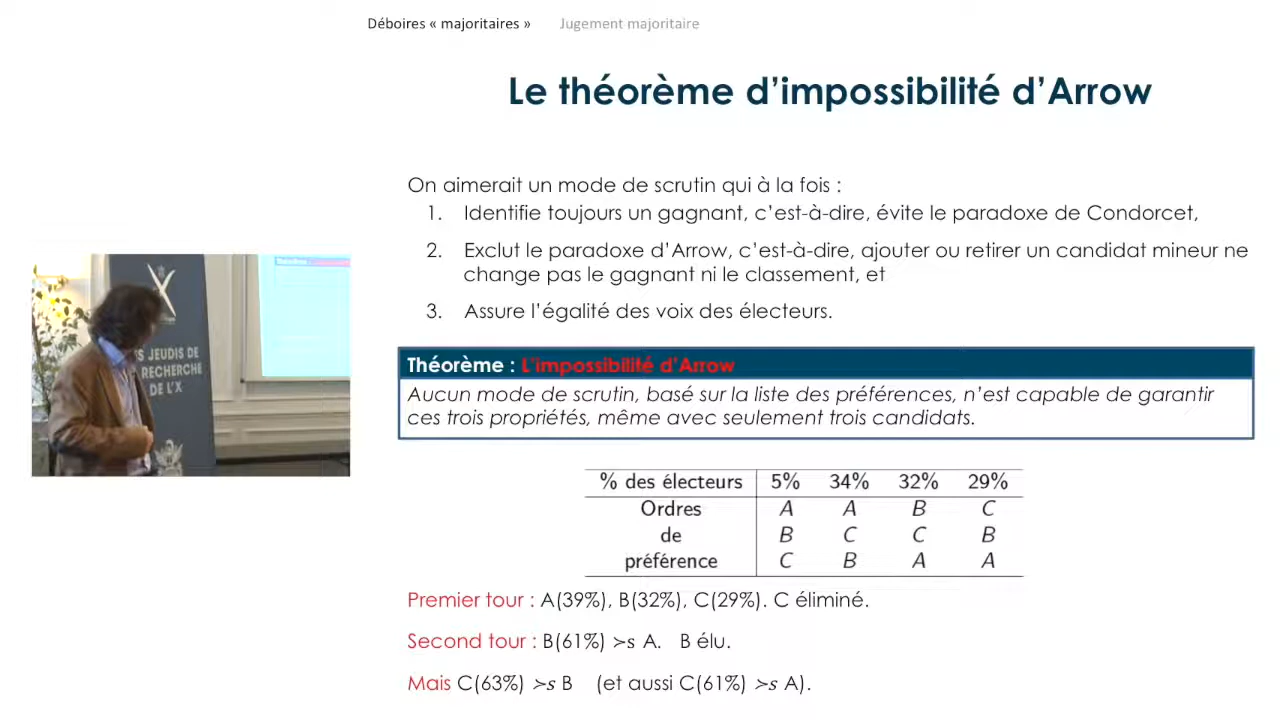 Déboires « majoritaires » Jugement majoritaire
Le théorème d'impossibilité d'Arrow
On aimerait un mode de scrutin qui à la fois :
1. Identifie toujours un gagnant, c'est-à-dire, évite le paradoxe de Condorcet,
2. Exclut le paradoxe d'Arrow, c'est-à-dire, ajouter ou retirer un candidat mineur ne
change pas le gagnant ni le classement, et
3. Assure l'égalité des voix des électeurs.
Théorème : L'impossibilité d'Arrow
Aucun mode de scrutin, basé sur la liste des préférences, n'est capable de garantir
ces trois propriétés, même avec seulement trois candidats.
% des électeurs 5% 34% 32% 29%
Ordres A A B C
de B C C B
préférence C B A A
Premier tour : A(39%), B(32%), C(29%). C éliminé.
Second tour : B(61%) ≻s A. B élu.
Mais C(63%) ≻s B (et aussi C(61%) ≻s A).
X
JEUDIS DE
RECHERCHE
DE L'X